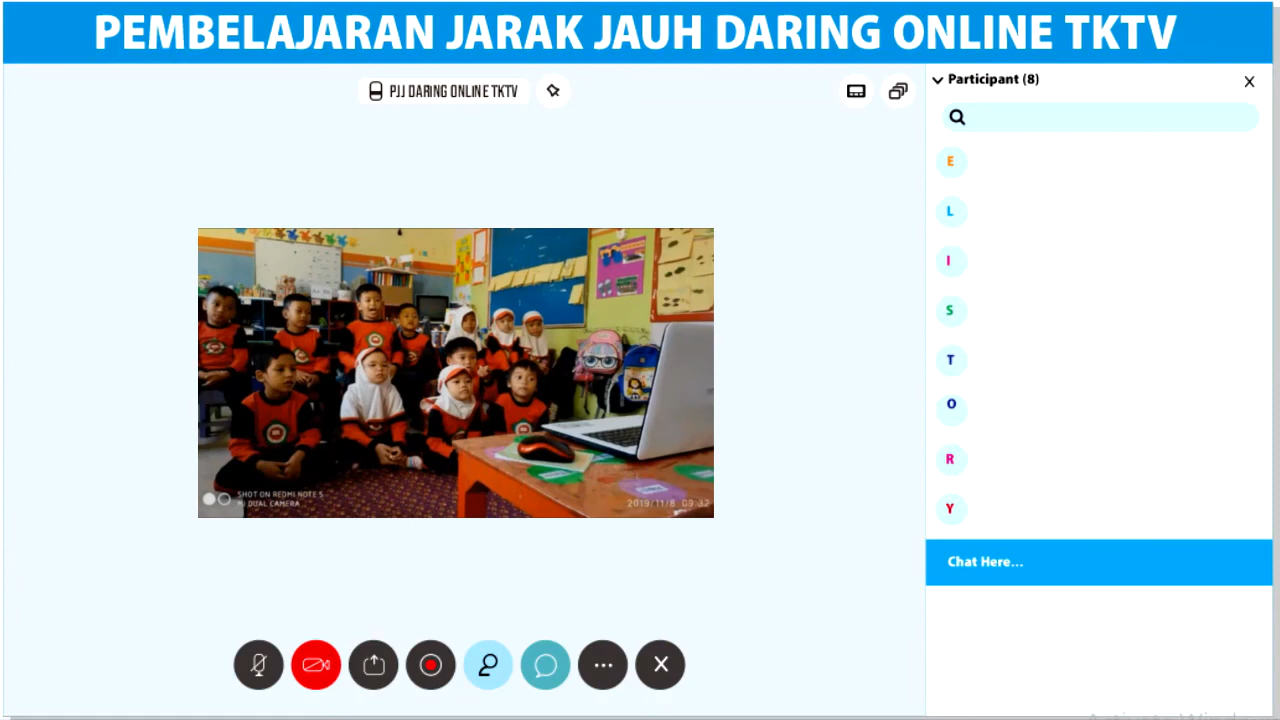 PEMBELAJARAN JARAK JAUH DARING ONLINE TKTV
PJJ DARING ONLINE TKTV
Participant (8)
E
L
I
S
T
O
R
Y
Chat Here...
SHOT ON REDMI NOTE 5
MI DUAL CAMERA
2019/11/8 09:32